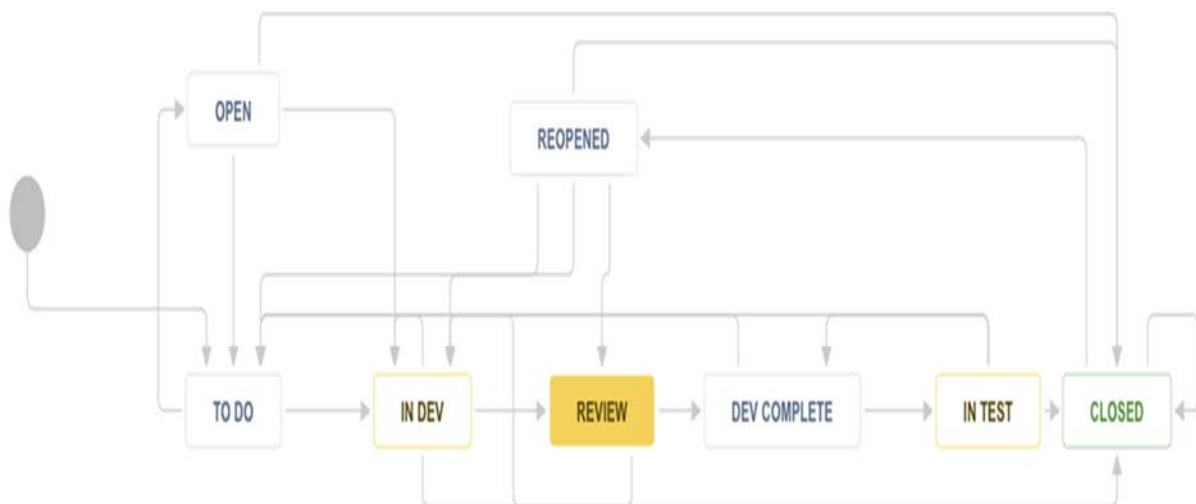 OPEN
REOPENED
TO DO
IN DEV
REVIEW
DEV COMPLETE
IN TEST
CLOSED